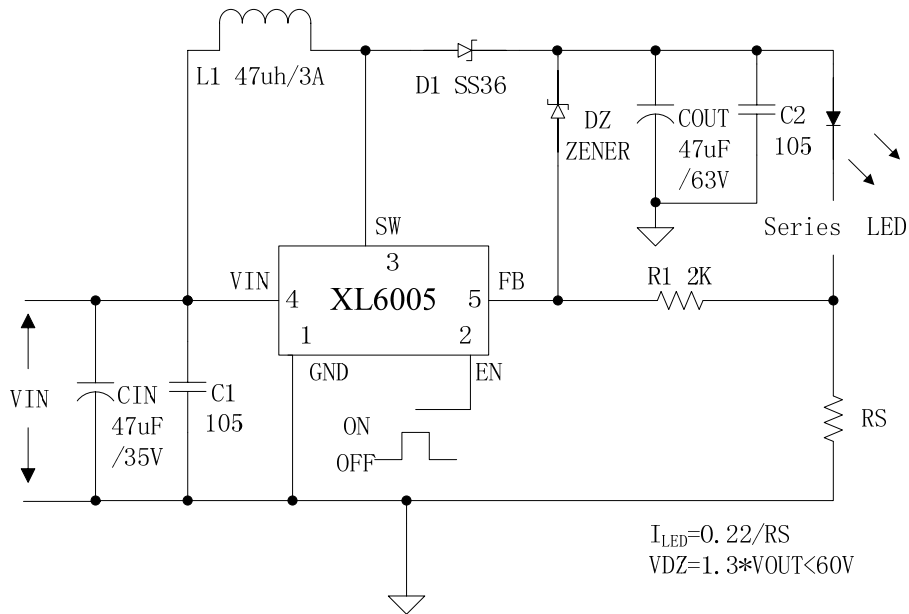 L1 47uh/3A
D1 SS36
DZ
ZENER
COUT
47uF
/63V
C2
105
SW
3
Series LED
VIN
4
XL6005
5
FB
R1 2K
1
2
GND
EN
VIN
CIN
47uF
/35V
C1
105
ON
OFF
RS
ILED=0.22/RS
VDZ=1.3*VOUT<60V